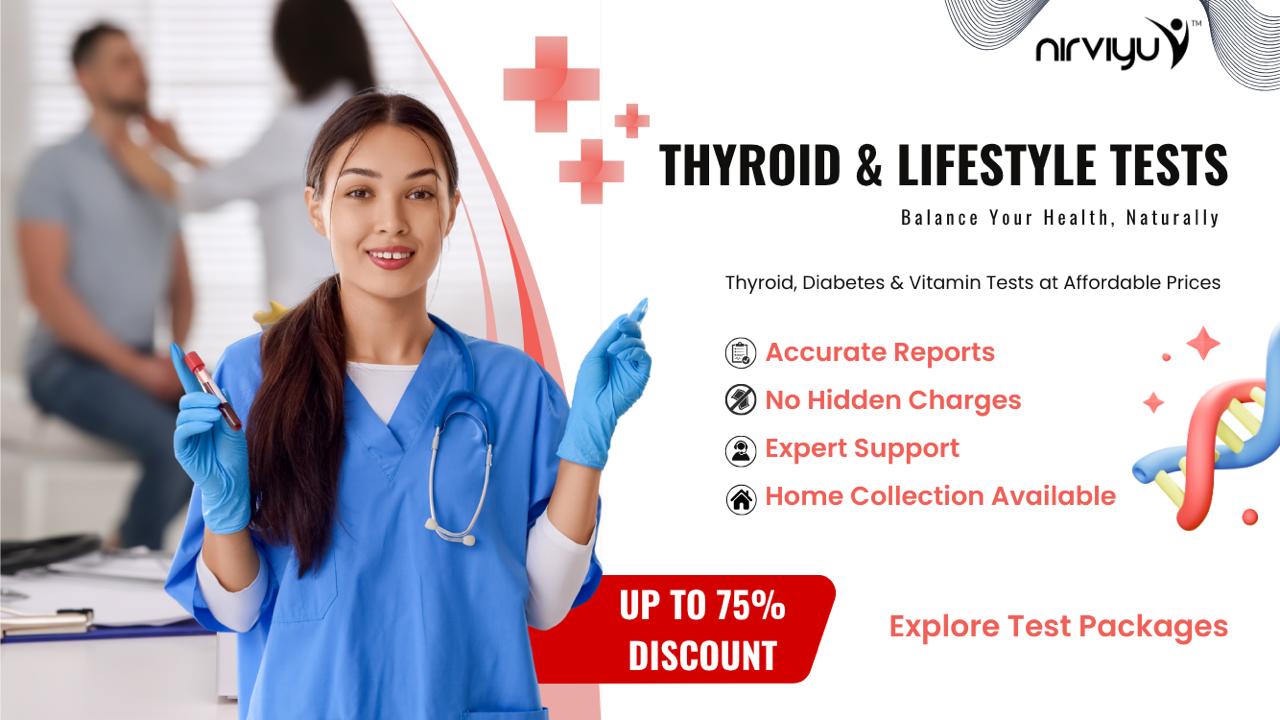 nirviyu™
THYROID & LIFESTYLE TESTS
Balance Your Health, Naturally
Thyroid, Diabetes & Vitamin Tests at Affordable Prices
Accurate Reports
No Hidden Charges
Expert Support
Home Collection Available
UP TO 75%
DISCOUNT
Explore Test Packages